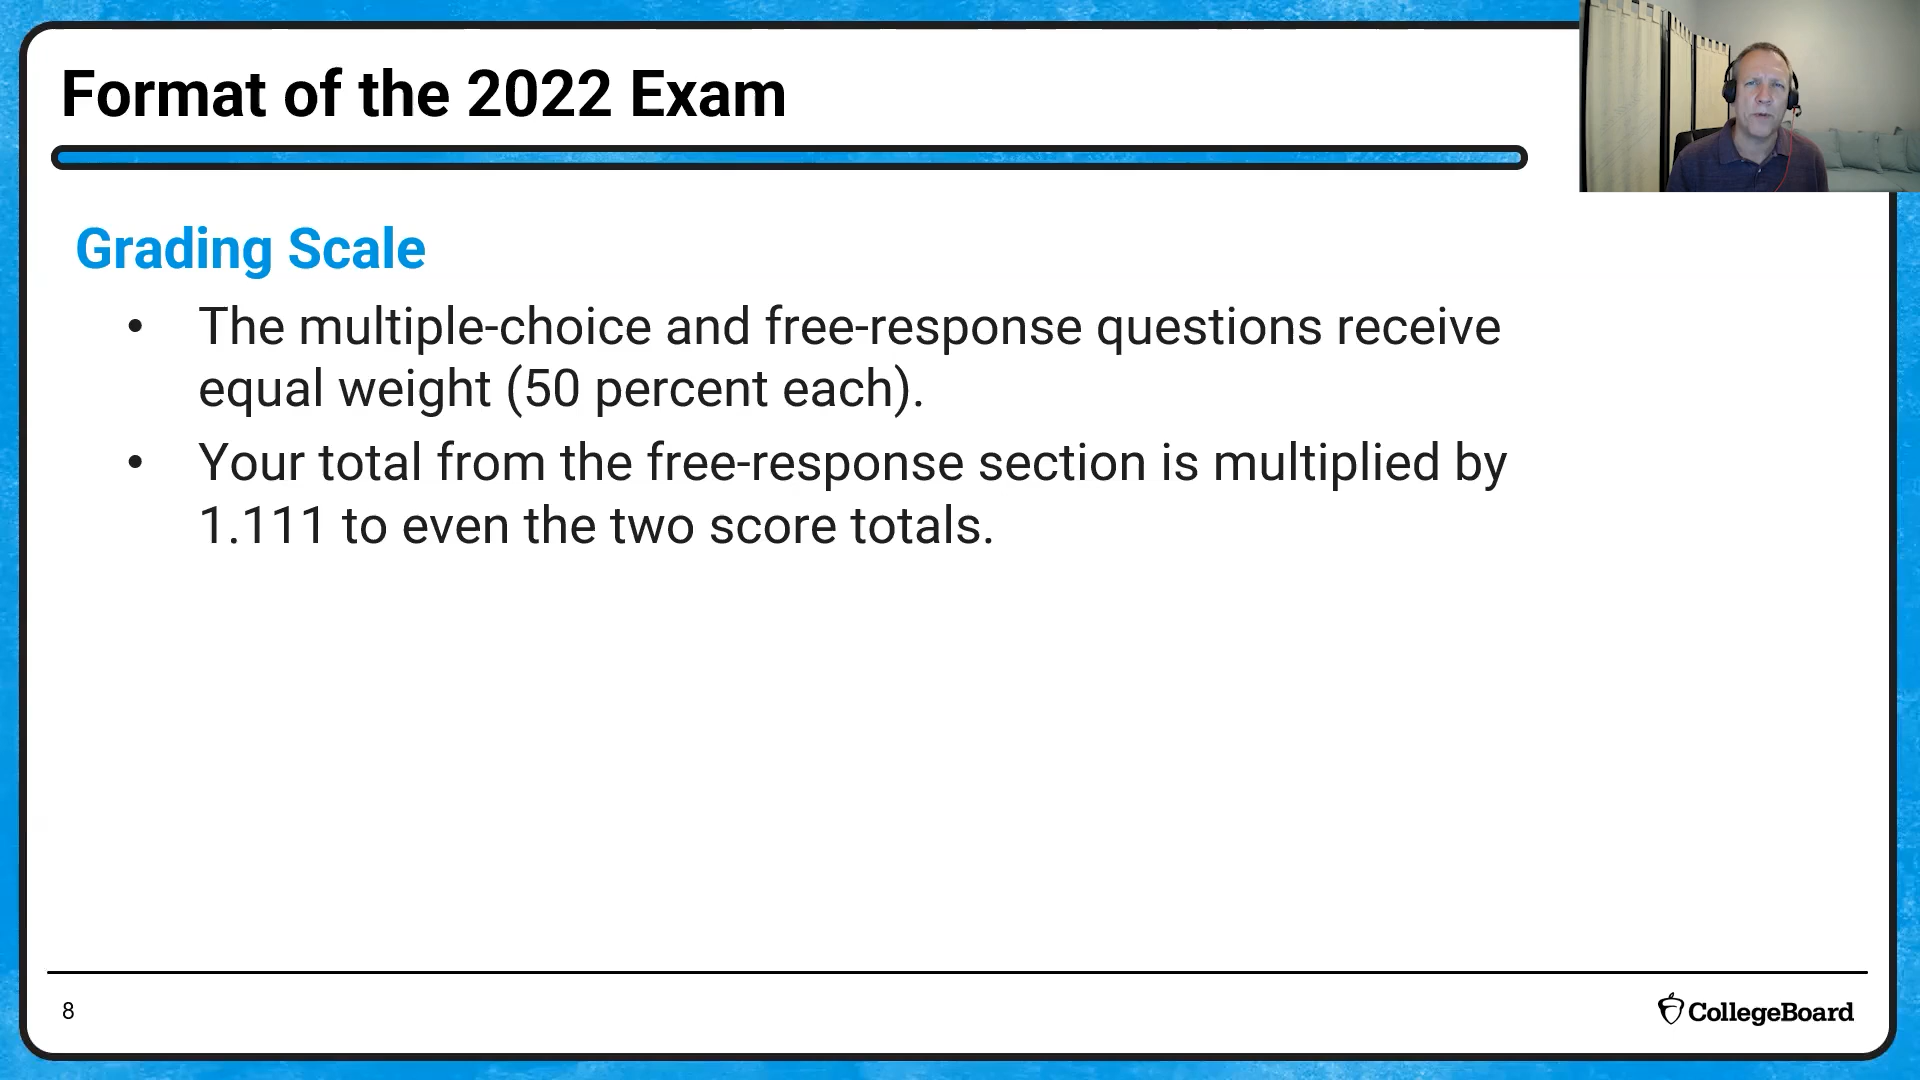 Format of the 2022 Exam
Grading Scale
• The multiple-choice and free-response questions receive
equal weight (50 percent each).
• Your total from the free-response section is multiplied by
1.111 to even the two score totals.
8
CollegeBoard